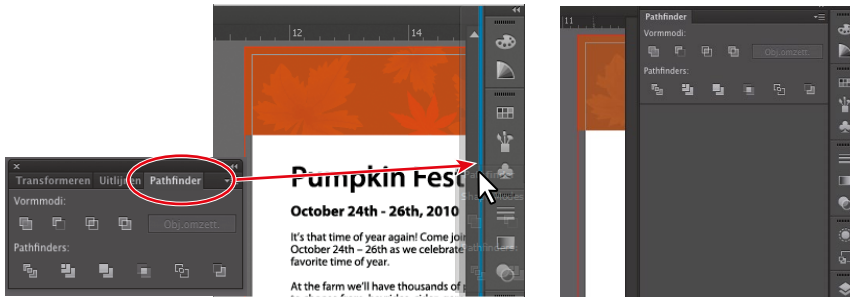 12
14
× 
Transformeren Uitlijnen Pathfinder
Vormmodi:
Obj.omzett.
Pathfinders:
Pumpkin Fest
October 24th - 26th, 2010
It's that time of year again! Come join
October 24th – 26th as we celebrate
favorite time of year.
At the farm we'll have thousands of
11
Pathfinder
Vormmodi:
Obj.omzett.
Pathfinders: